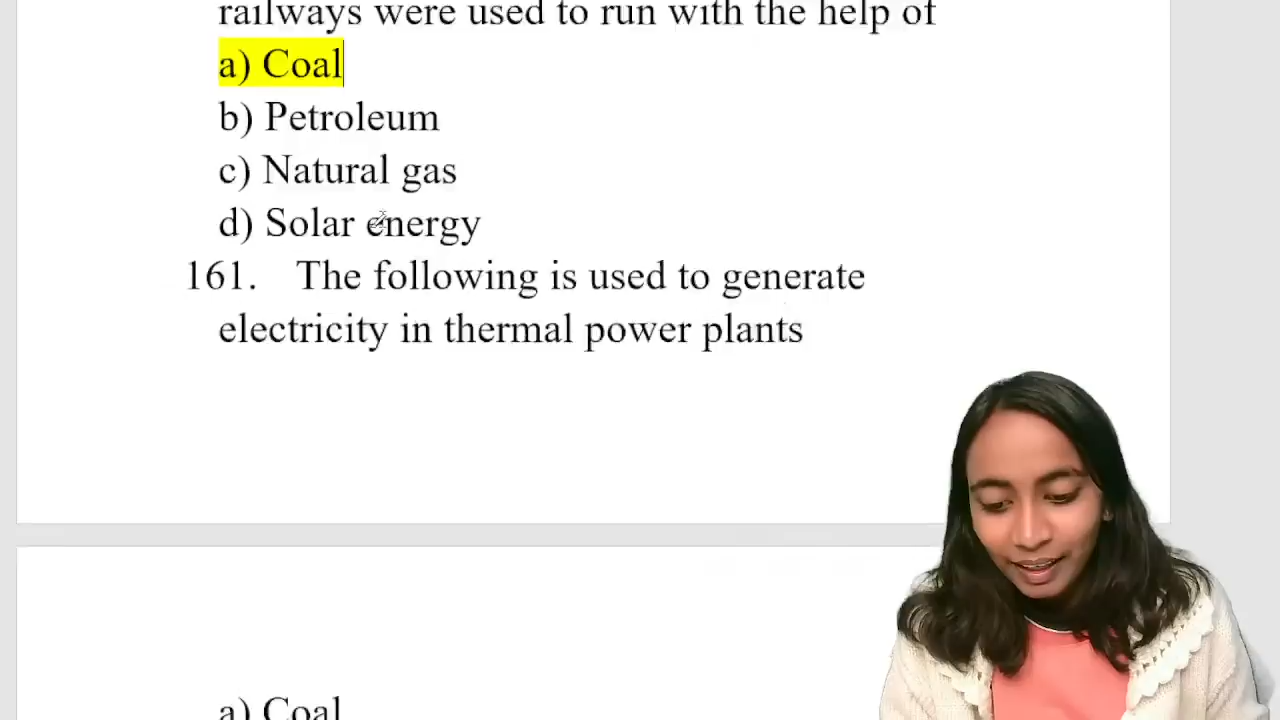 railways were used to run with the help of
a) Coal
b) Petroleum
c) Natural gas
d) Solar energy
161. The following is used to generate
electricity in thermal power plants
a) Coal